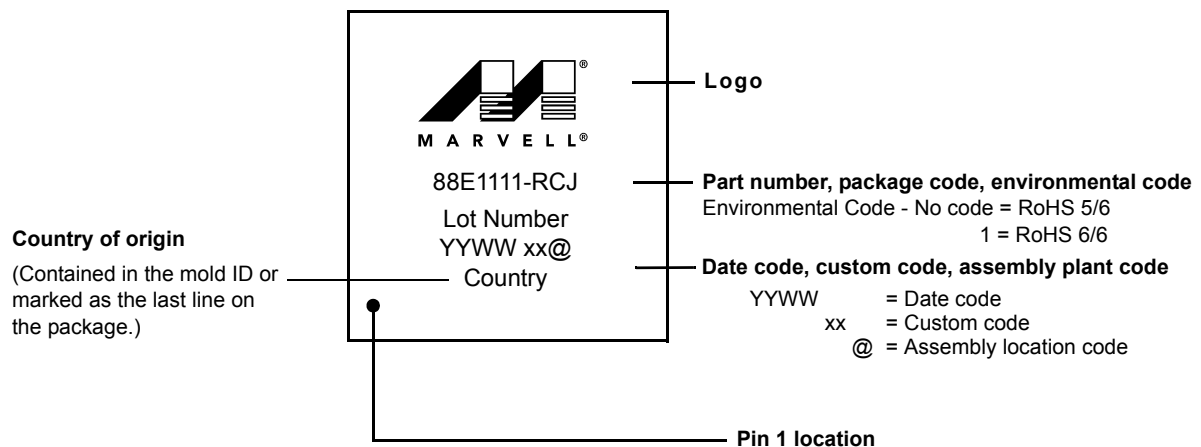 MARVELL®
®
88E1111-RCJ
Lot Number
YYWW xx@
Country
Logo
Part number, package code, environmental code
Environmental Code - No code = RoHS 5/6
1 = RoHS 6/6
Date code, custom code, assembly plant code
YYWW = Date code
xx = Custom code
@ = Assembly location code
Country of origin
(Contained in the mold ID or
marked as the last line on
the package.)
Pin 1 location